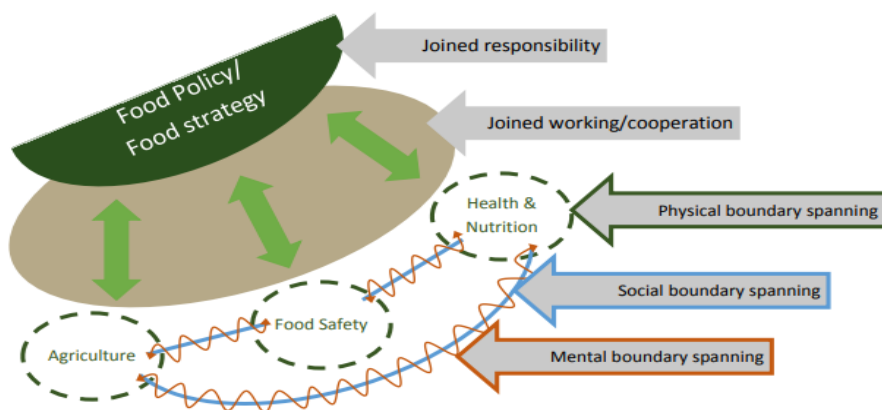 Food Policy/
Food strategy
Joined responsibility
Joined working/cooperation
Health &
Nutrition
Physical boundary spanning
Social boundary spanning
Food Safety
Agriculture
Mental boundary spanning